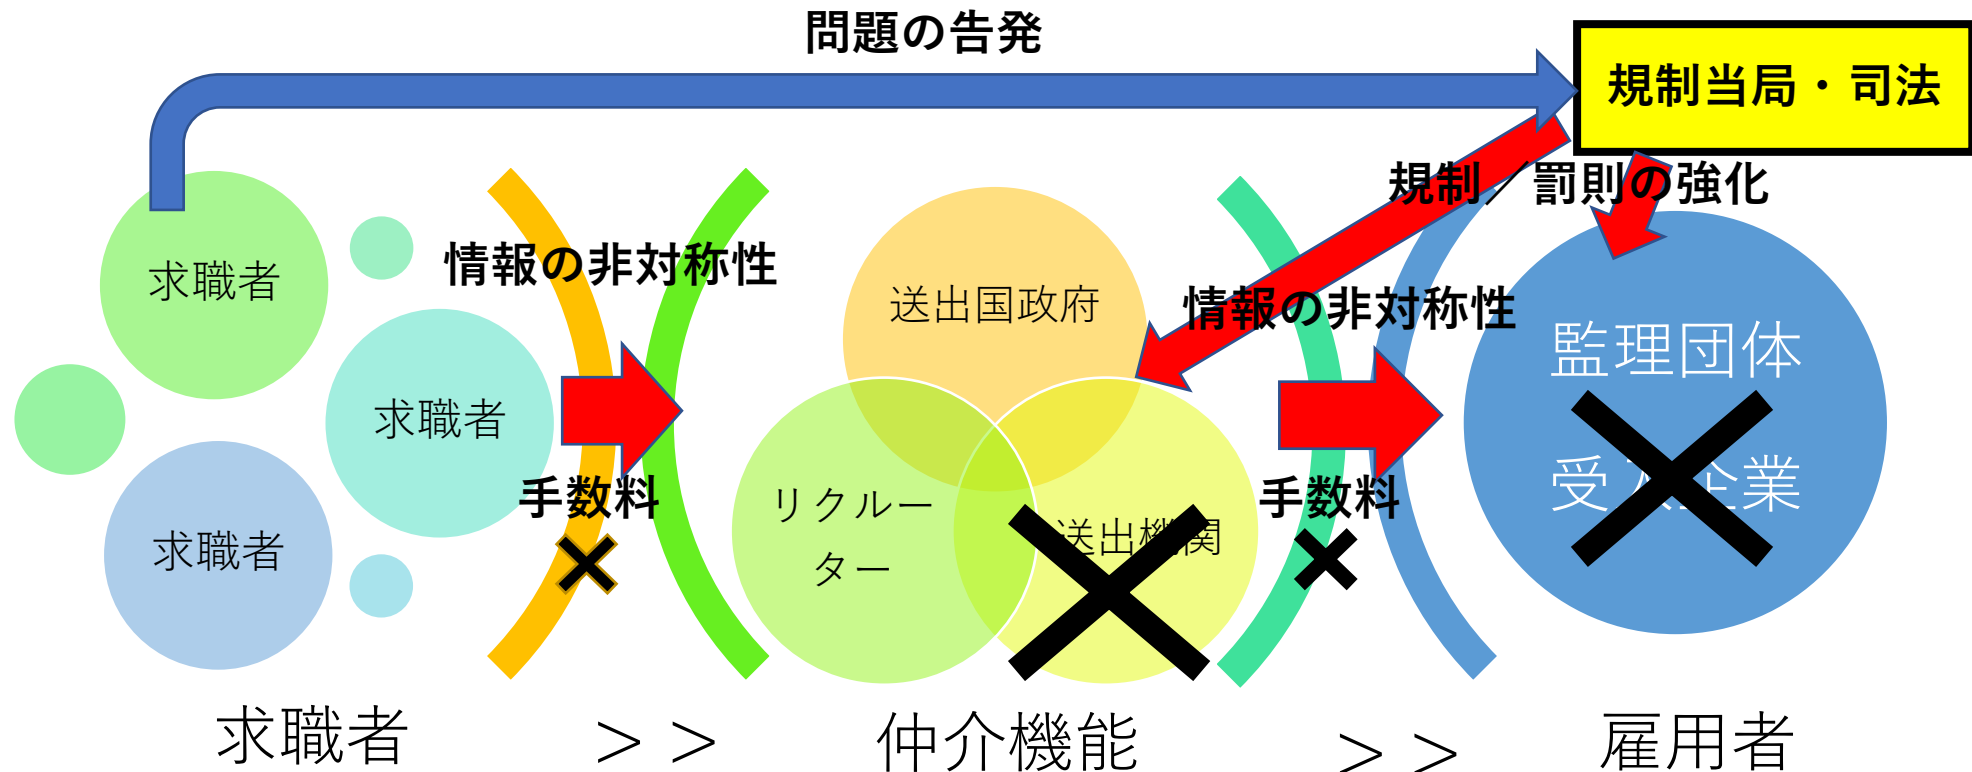 問題の告発
規制当局・司法
規制／罰則の強化
情報の非対称性
求職者
送出国政府
情報の非対称性
監理団体
求職者
受入企業
手数料
手数料
リクルー
ター
送出機関
求職者
求職者
＞＞
仲介機能
＞＞
雇用者